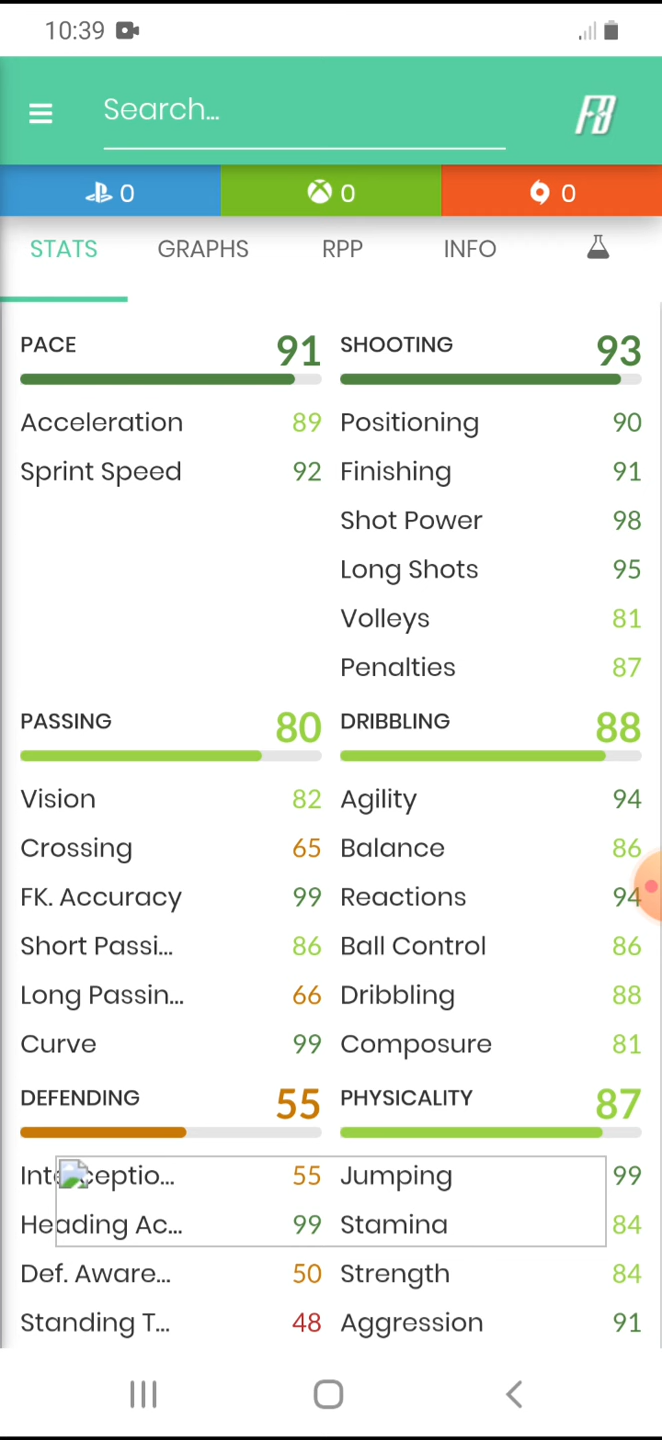 10:39
Search...
FB
0 0 0
STATS GRAPHS RPP INFO
PACE 91 SHOOTING 93
Acceleration 89 Positioning 90
Sprint Speed 92 Finishing 91
Shot Power 98
Long Shots 95
Volleys 81
Penalties 87
PASSING 80 DRIBBLING 88
Vision 82 Agility 94
Crossing 65 Balance 86
FK. Accuracy 99 Reactions 94
Short Passi... 86 Ball Control 86
Long Passin... 66 Dribbling 88
Curve 99 Composure 81
DEFENDING 55 PHYSICALITY 87
Interceptio... 55 Jumping 99
Heading Ac... 99 Stamina 84
Def. Aware... 50 Strength 84
Standing T... 48 Aggression 91